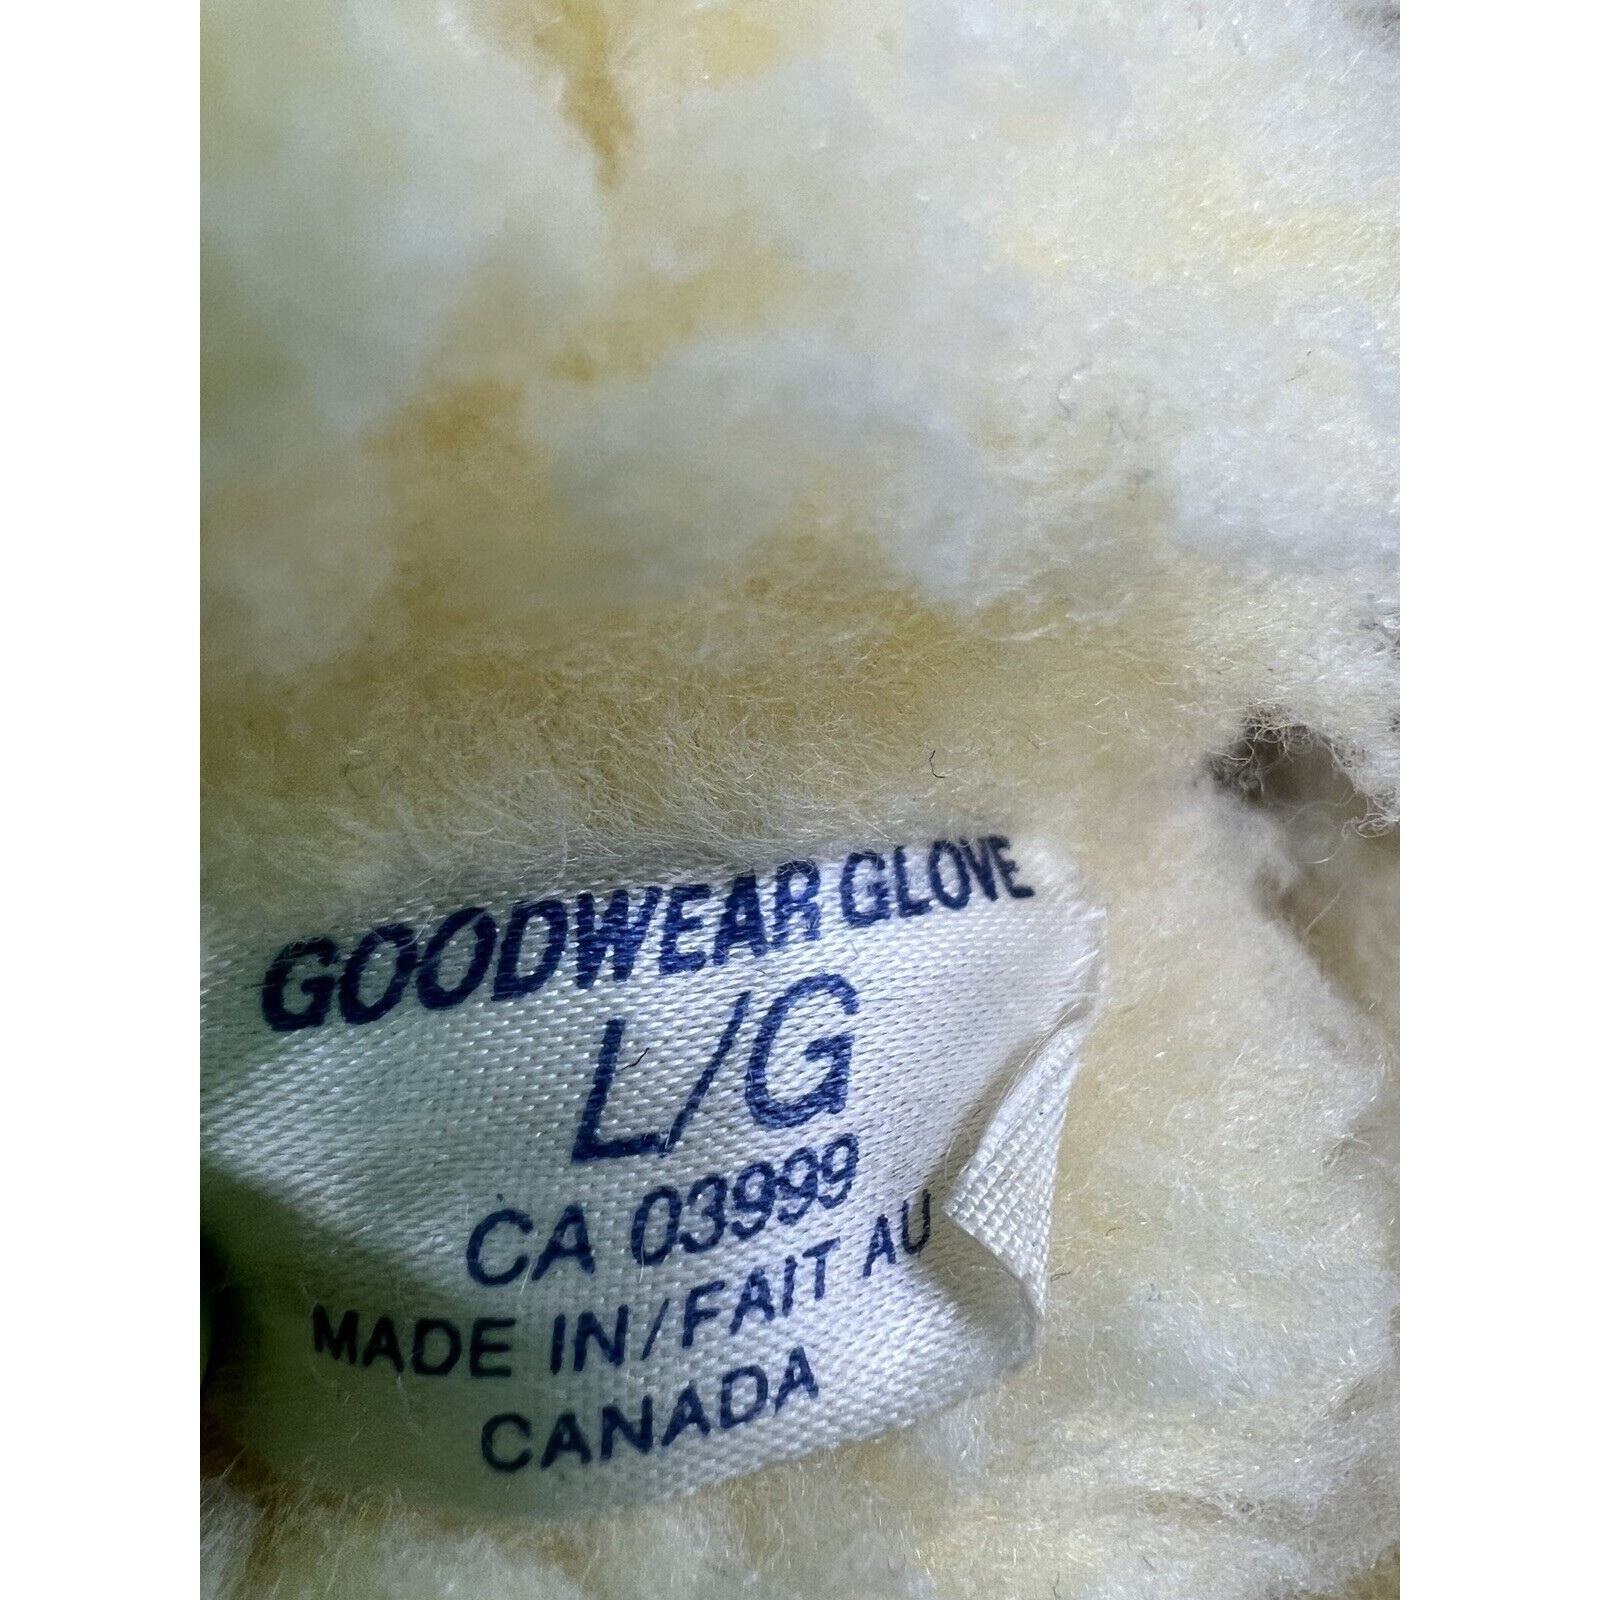 GOODWEAR GLOVE
L/G
CA 03999
MADE IN/FAIT AU
CANADA